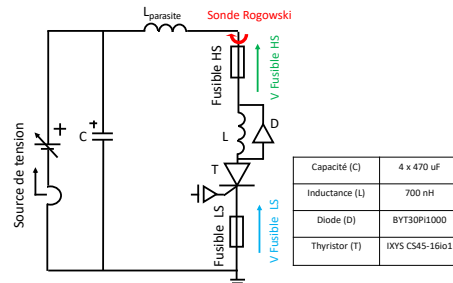 Lparasite
Sonde Rogowski
Fusible HS
V Fusible HS
Source de tension
+
C
+
L
D
T
Fusible LS
V Fusible LS
Capacité (C) 4 x 470 uF
Inductance (L) 700 nH
Diode (D) BYT30Pi1000
Thyristor (T) IXYS CS45-16io1